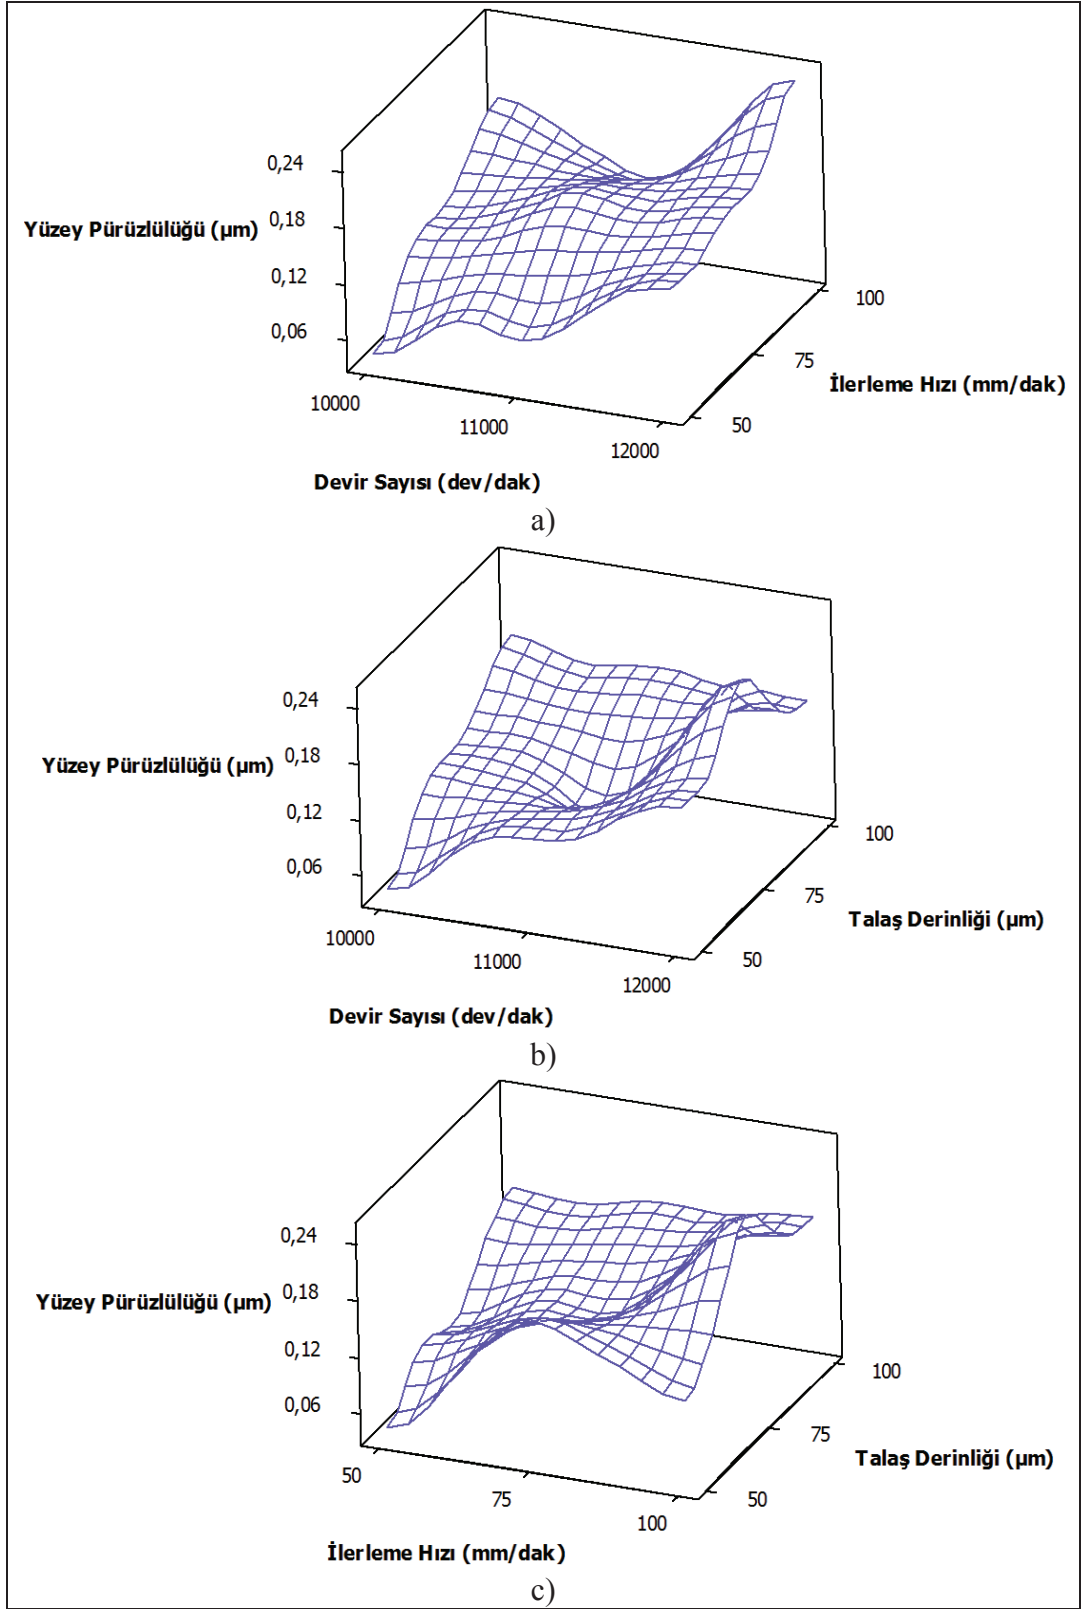 0,24
Yüzey Pürüzlülüğü (µm)
0,18
0,12
0,06
10000
11000
12000
50
75
100
İlerleme Hızı (mm/dak)
Devir Sayısı (dev/dak)
a)
0,24
Yüzey Pürüzlülüğü (µm)
0,18
0,12
0,06
10000
11000
12000
50
75
100
Talaş Derinliği (µm)
Devir Sayısı (dev/dak)
b)
0,24
Yüzey Pürüzlülüğü (µm)
0,18
0,12
0,06
50
75
100
50
75
100
Talaş Derinliği (µm)
İlerleme Hızı (mm/dak)
c)